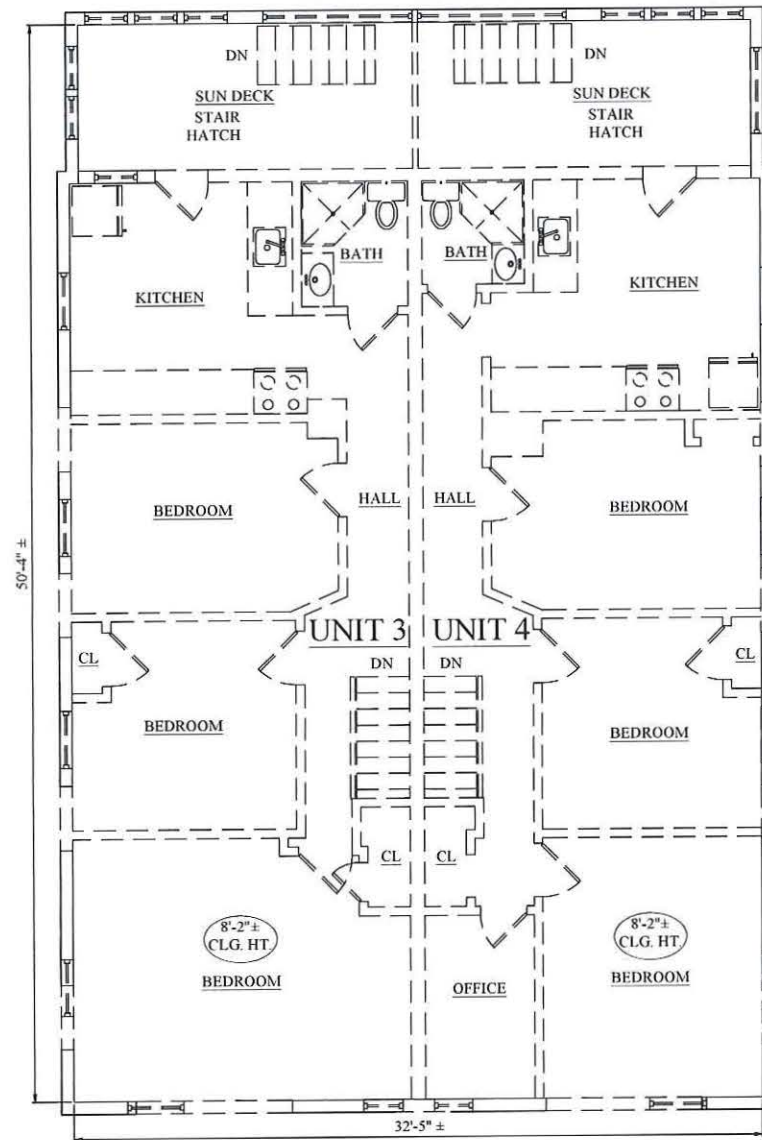 DN
DN
SUN DECK
STAIR
HATCH
SUN DECK
STAIR
HATCH
BATH
BATH
KITCHEN
KITCHEN
BEDROOM
HALL
HALL
BEDROOM
50'-4" ±
UNIT 3
UNIT 4
CL
DN
DN
CL
BEDROOM
BEDROOM
CL
CL
8'-2"±
CLG. HT.
BEDROOM
OFFICE
8'-2"±
CLG. HT.
BEDROOM
32'-5" ±